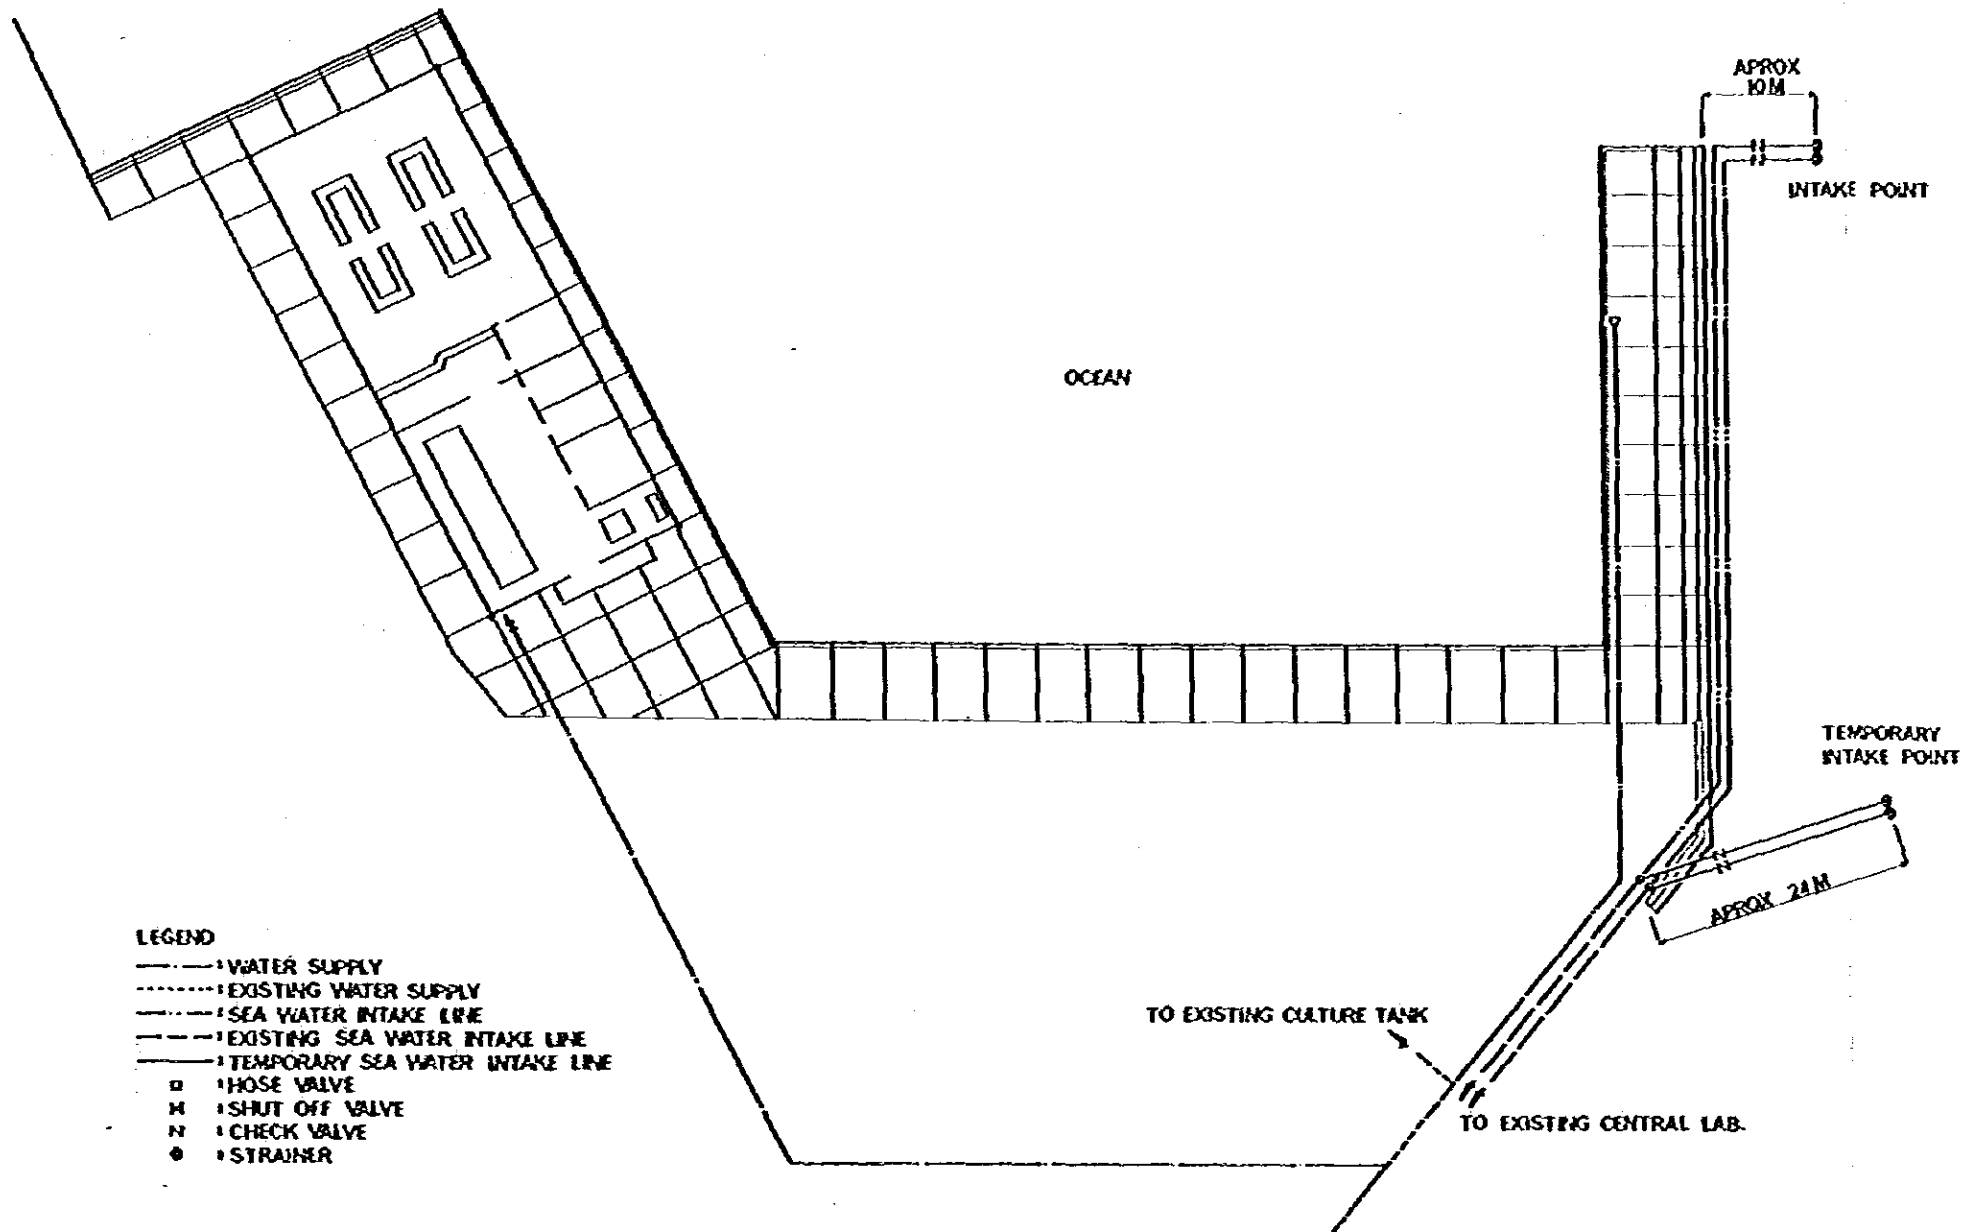 APROX
10 M
INTAKE POINT
OCEAN
TEMPORARY
INTAKE POINT
APROX 24 M
TO EXISTING CULTURE TANK
TO EXISTING CENTRAL LAB.
LEGEND
: WATER SUPPLY
: EXISTING WATER SUPPLY
: SEA WATER INTAKE LINE
: EXISTING SEA WATER INTAKE LINE
: TEMPORARY SEA WATER INTAKE LINE
: HOSE VALVE
: SHUT OFF VALVE
: CHECK VALVE
: STRAINER